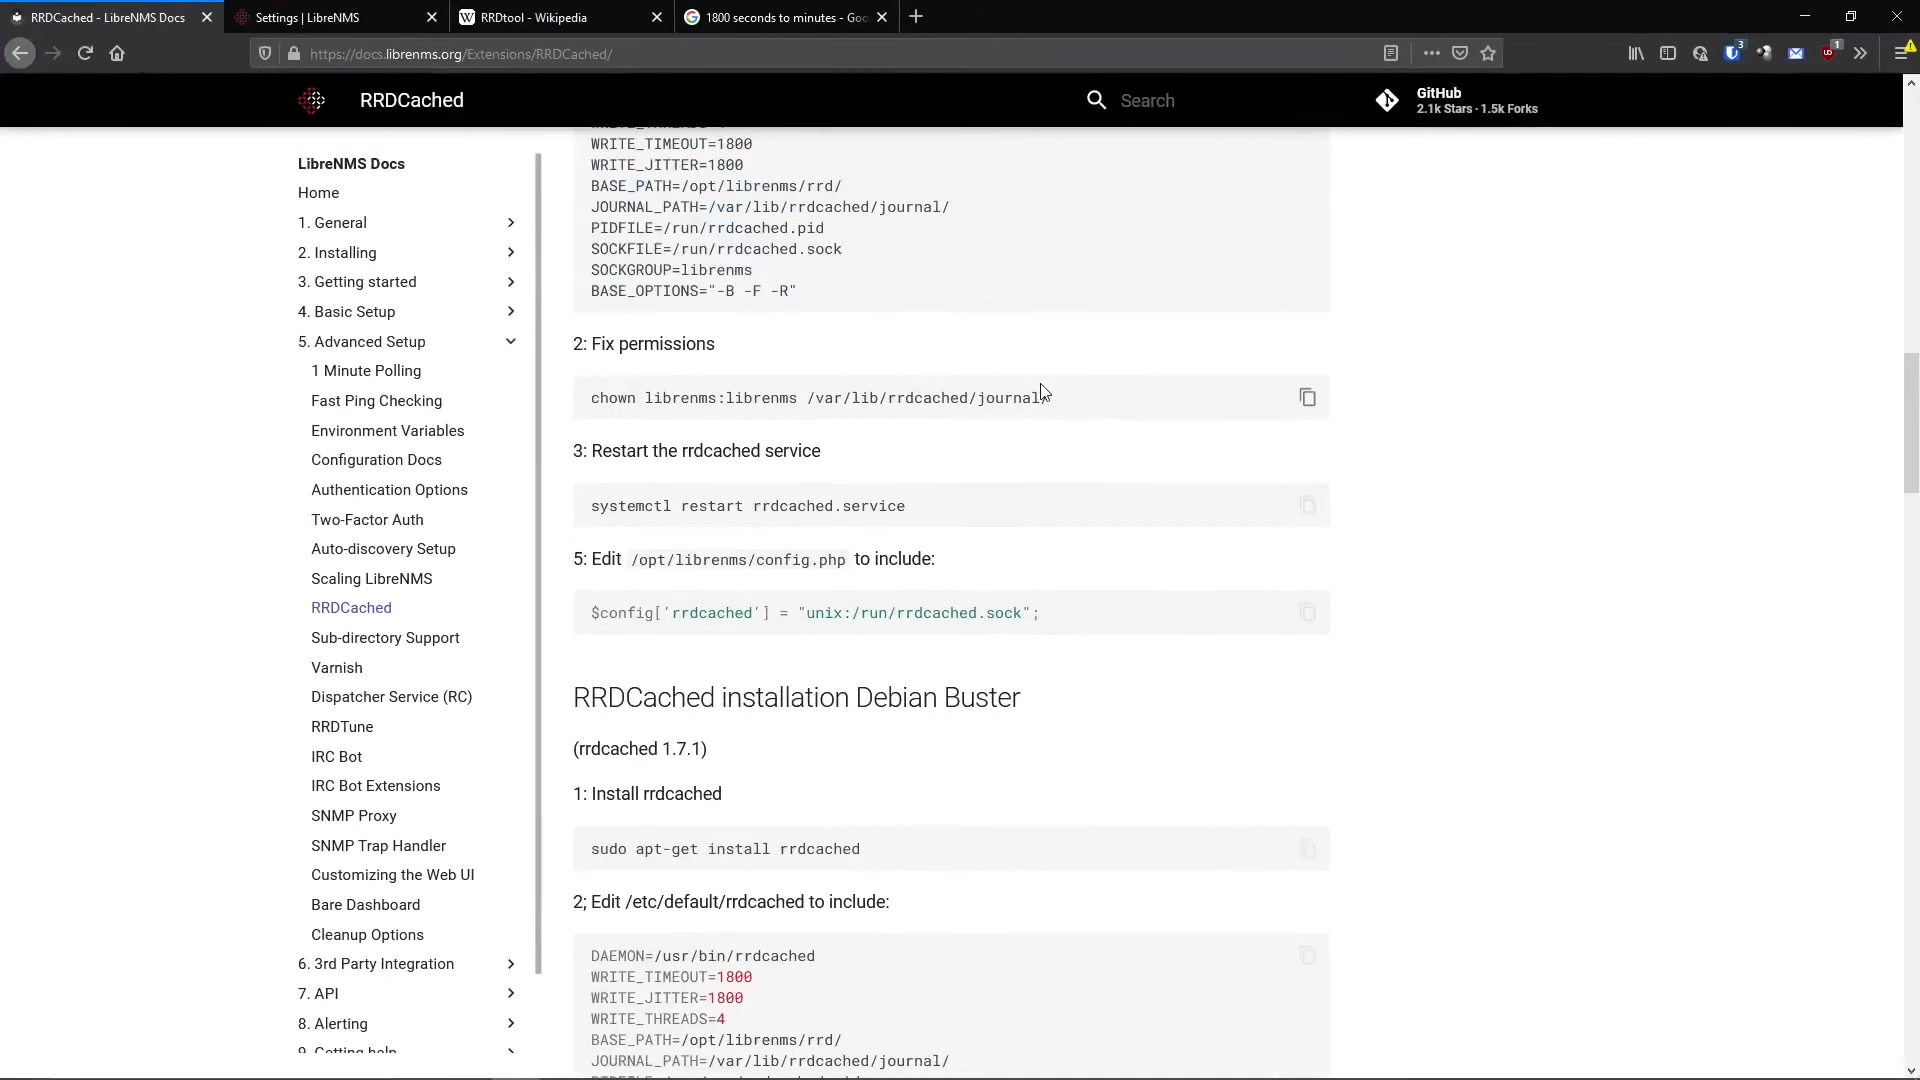 RRDCached - LibreNMS Docs
Settings | LibreNMS
RRDtool - Wikipedia
1800 seconds to minutes - Goo
https://docs.librenms.org/Extensions/RRDCached/
3
1
RRDCached
Search
GitHub
2.1k Stars · 1.5k Forks
LibreNMS Docs
Home
1. General
2. Installing
3. Getting started
4. Basic Setup
5. Advanced Setup
1 Minute Polling
Fast Ping Checking
Environment Variables
Configuration Docs
Authentication Options
Two-Factor Auth
Auto-discovery Setup
Scaling LibreNMS
RRDCached
Sub-directory Support
Varnish
Dispatcher Service (RC)
RRDTune
IRC Bot
IRC Bot Extensions
SNMP Proxy
SNMP Trap Handler
Customizing the Web UI
Bare Dashboard
Cleanup Options
6. 3rd Party Integration
7. API
8. Alerting
9. Getting help
WRITE_TIMEOUT=1800
WRITE_JITTER=1800
BASE_PATH=/opt/librenms/rrd/
JOURNAL_PATH=/var/lib/rrdcached/journal/
PIDFILE=/run/rrdcached.pid
SOCKFILE=/run/rrdcached.sock
SOCKGROUP=librenms
BASE_OPTIONS="-B -F -R"
2: Fix permissions
chown librenms:librenms /var/lib/rrdcached/journal/
3: Restart the rrdcached service
systemctl restart rrdcached.service
5: Edit /opt/librenms/config.php to include:
$config['rrdcached'] = "unix:/run/rrdcached.sock";
RRDCached installation Debian Buster
(rrdcached 1.7.1)
1: Install rrdcached
sudo apt-get install rrdcached
2; Edit /etc/default/rrdcached to include:
DAEMON=/usr/bin/rrdcached
WRITE_TIMEOUT=1800
WRITE_JITTER=1800
WRITE_THREADS=4
BASE_PATH=/opt/librenms/rrd/
JOURNAL_PATH=/var/lib/rrdcached/journal/